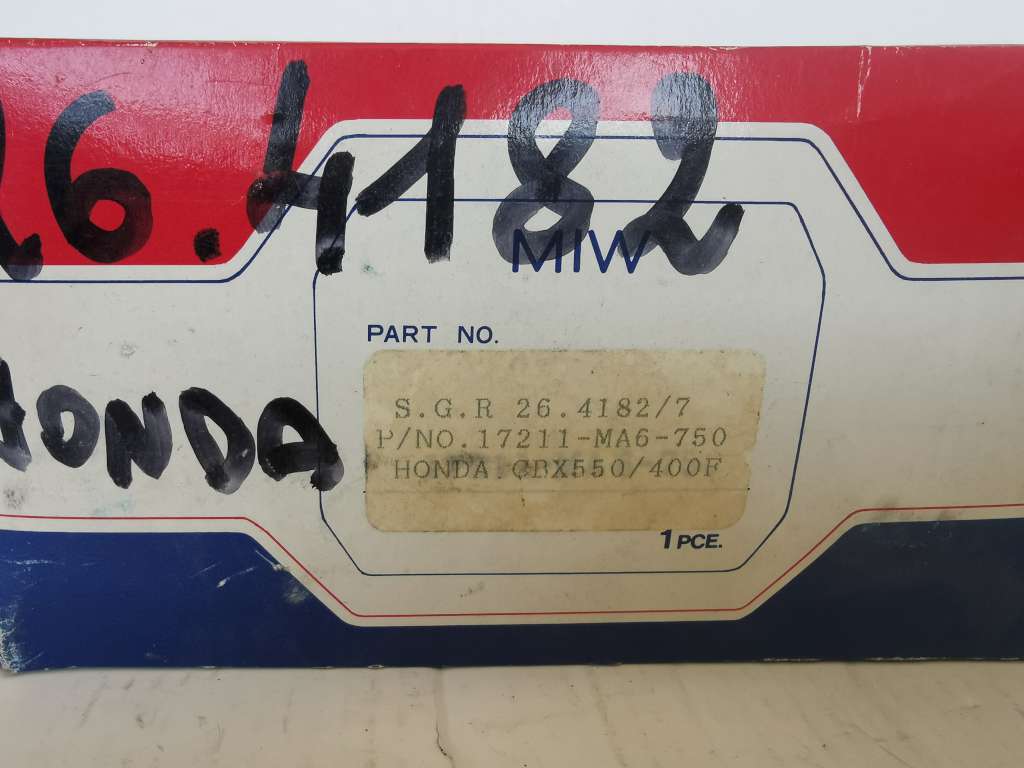 26.4182
MIW
PART NO.
S.G.R 26.4182/7
P/NO.17211-MA6-750
HONDA CBX550/400F
HONDA
1 PCE.